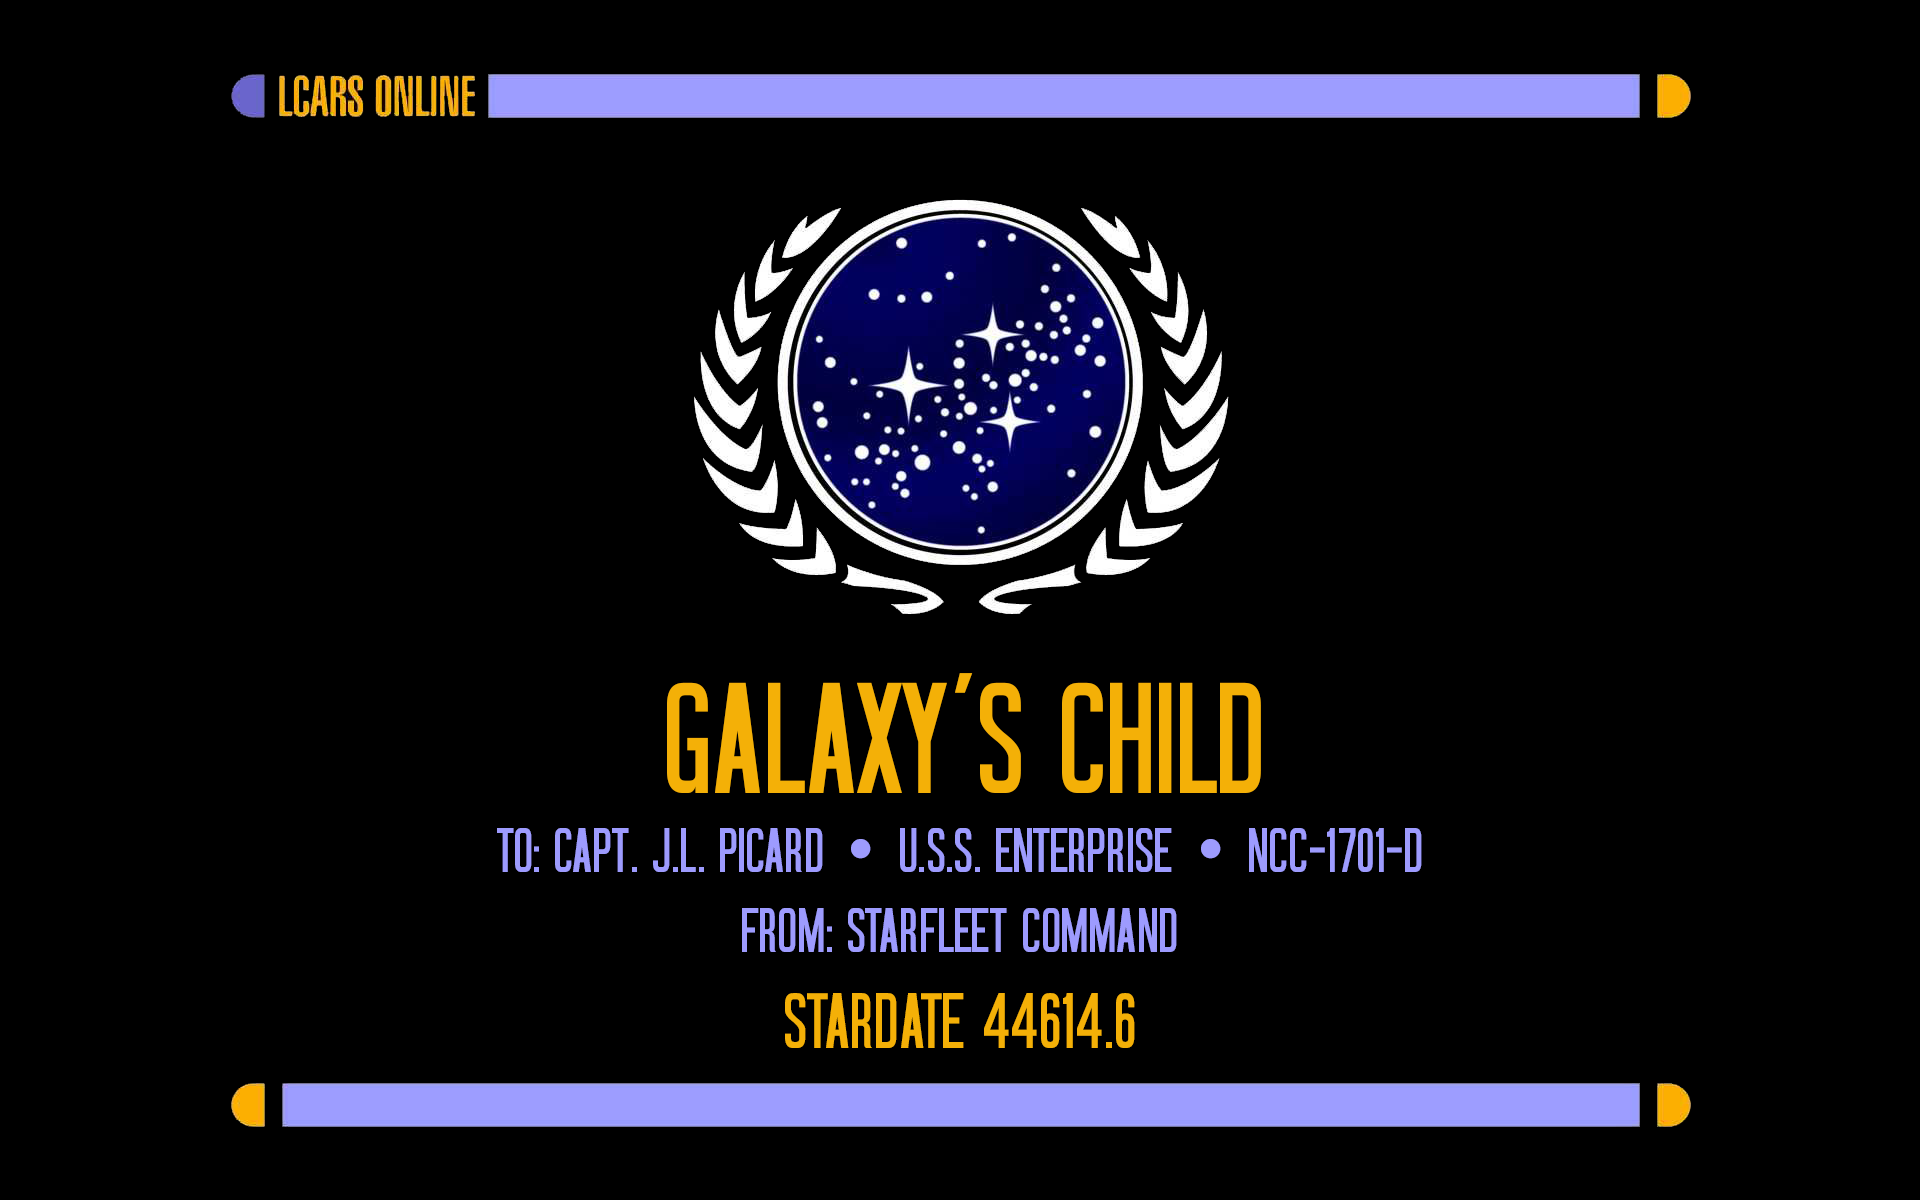 LCARS ONLINE
GALAXY'S CHILD
TO: CAPT. J.L. PICARD • U.S.S. ENTERPRISE • NCC-1701-D
FROM: STARFLEET COMMAND
STARDATE 44614.6